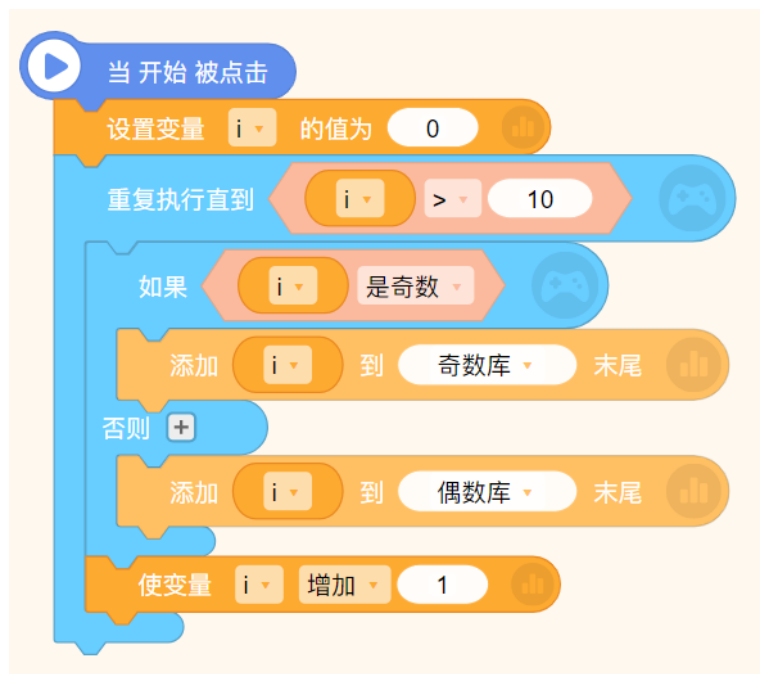 当 开始 被点击
设置变量 i 的值为 0
重复执行直到 i > 10
如果 i 是奇数
添加 i 到 奇数库 末尾
否则 +
添加 i 到 偶数库 末尾
使变量 i 增加 1